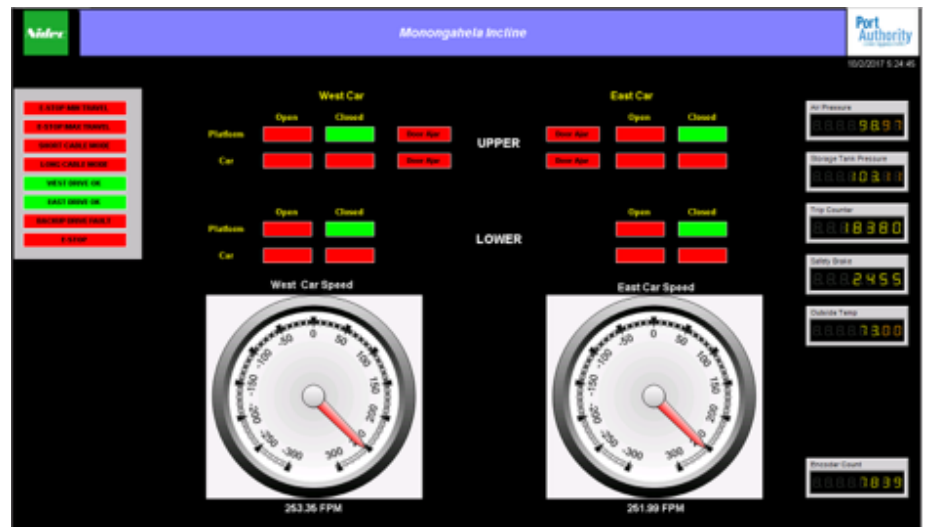 Nidec
Monongahela Incline
Port
Authority
10/2/2017 5:24:45
E-STOP MIN TRAVEL
E-STOP MAX TRAVEL
SHORT CABLE MODE
LONG CABLE MODE
WEST DRIVE OK
EAST DRIVE OK
BACKUP DRIVE FAULT
E-STOP
West Car
Open Closed
Platform
Door Ajar
Car
Door Ajar
UPPER
East Car
Open Closed
Door Ajar
Door Ajar
Open Closed
Platform
Car
LOWER
Open Closed
West Car Speed
-300 -250 -200 -150 -100 -50 0 50 100 150 200 300
253.35 FPM
East Car Speed
-300 -250 -200 -150 -100 -50 0 50 100 150 200 300
251.99 FPM
Air Pressure
98.97
Storage Tank Pressure
103.11
Trip Counter
18380
Safety Brake
2455
Outside Temp
73.00
Encoder Count
7839